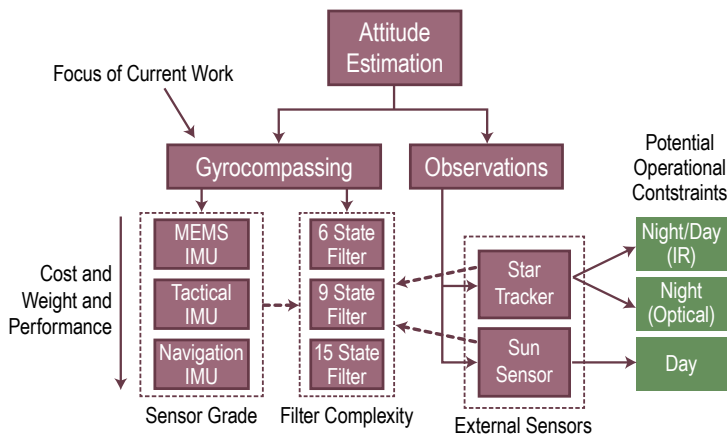 Attitude
Estimation
Focus of Current Work
Gyrocompassing
Observations
Potential
Operational
Contstraints
MEMS
IMU
Tactical
IMU
Navigation
IMU
6 State
Filter
9 State
Filter
15 State
Filter
Star
Tracker
Sun
Sensor
Night/Day
(IR)
Night
(Optical)
Day
Cost and
Weight and
Performance
Sensor Grade
Filter Complexity
External Sensors